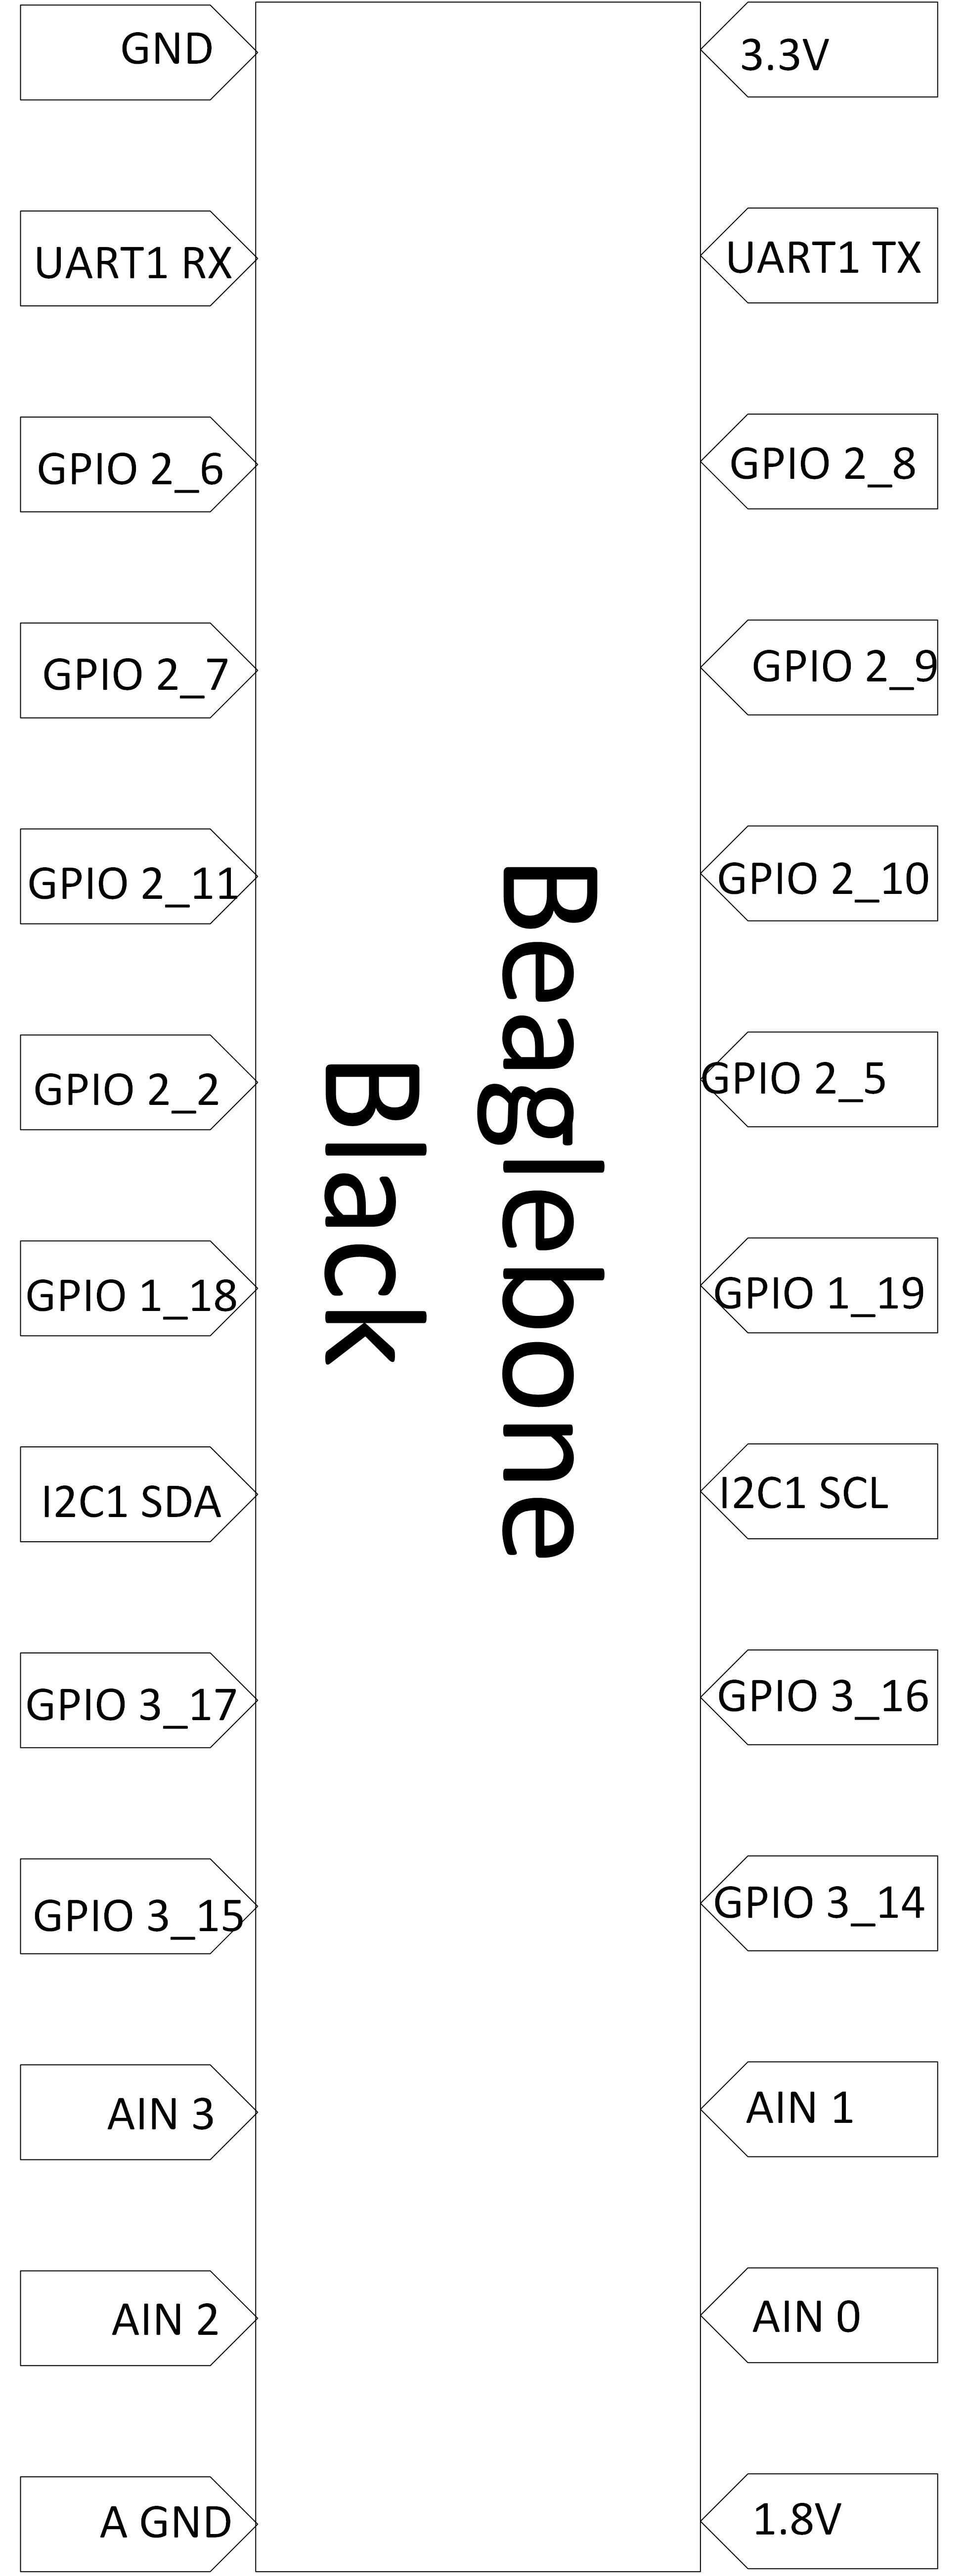 GND
3.3V
UART1 RX
UART1 TX
GPIO 2_6
GPIO 2_8
GPIO 2_7
GPIO 2_9
GPIO 2_11
GPIO 2_10
GPIO 2_2
GPIO 2_5
GPIO 1_18
GPIO 1_19
I2C1 SDA
I2C1 SCL
GPIO 3_17
GPIO 3_16
GPIO 3_15
GPIO 3_14
AIN 3
AIN 1
AIN 2
AIN 0
A GND
1.8V
Beaglebone
Black